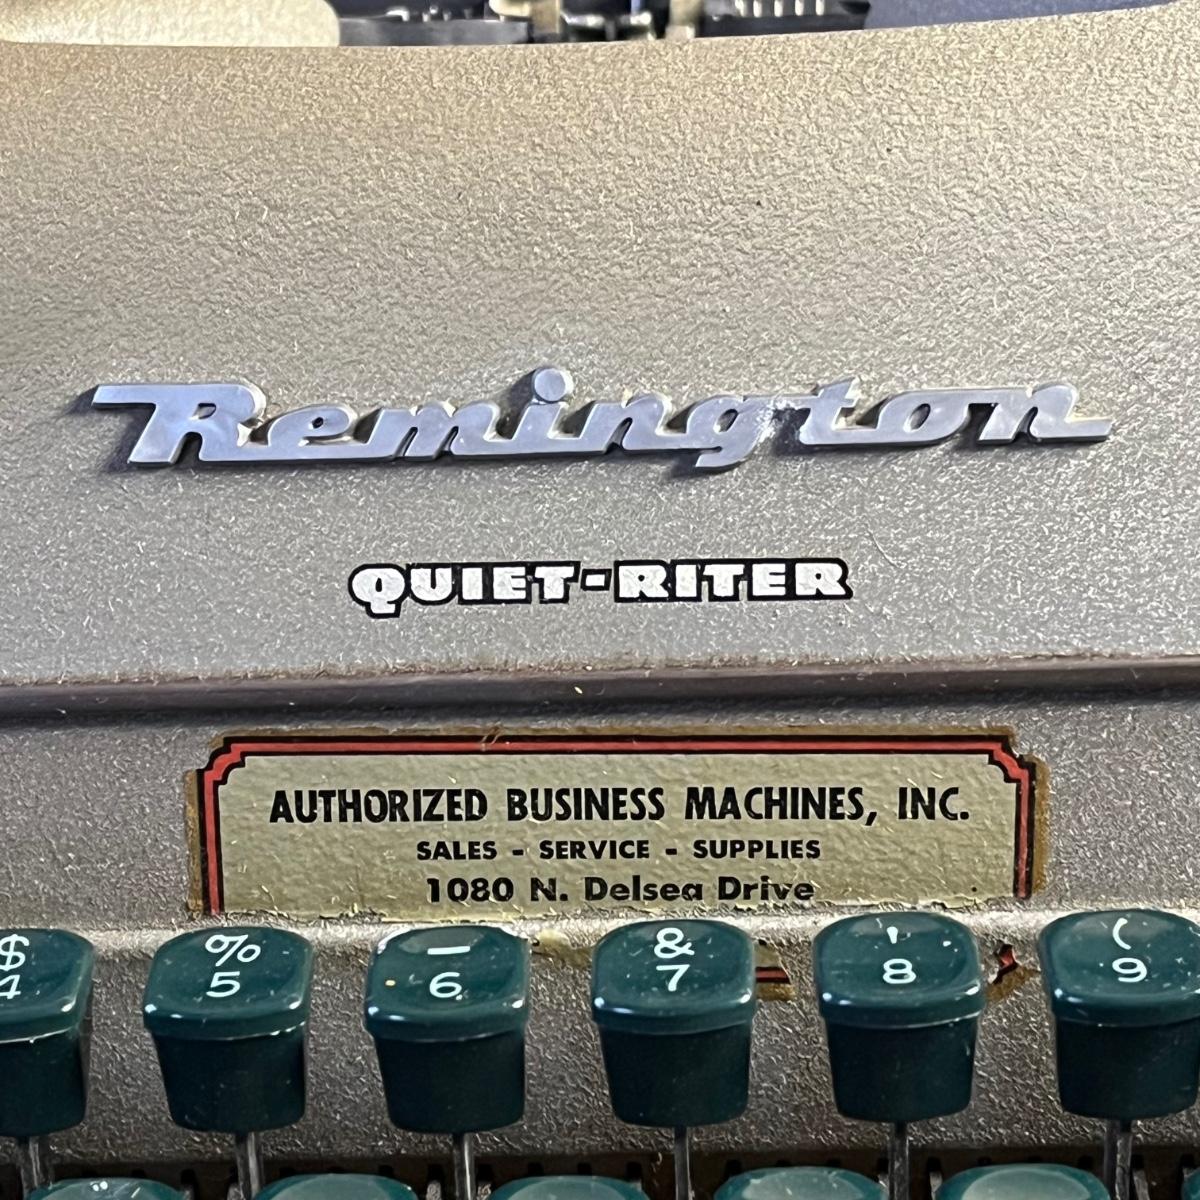 Remington
QUIET-RITER
AUTHORIZED BUSINESS MACHINES, INC.
SALES - SERVICE - SUPPLIES
1080 N. Delsea Drive
$ % _ & ' (
4 5 6 7 8 9